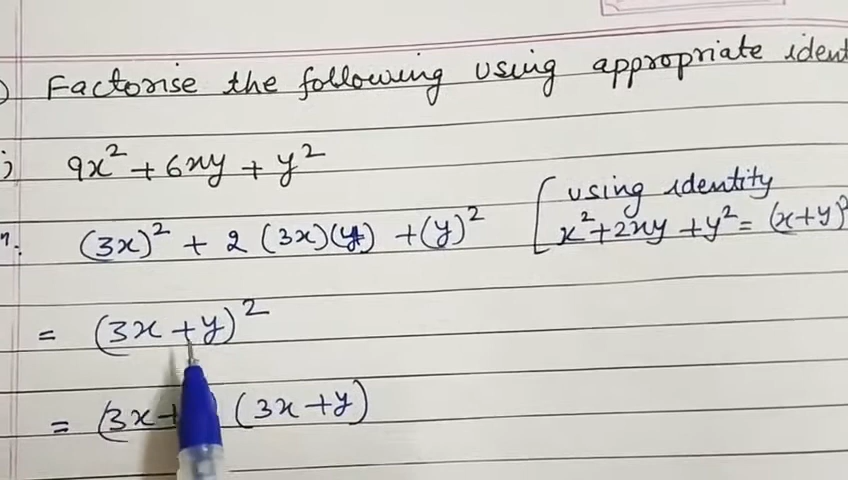 ) Factorise the following using appropriate ident
i) 9x² + 6xy + y²
n: (3x)² + 2 (3x)(y) + (y)² [ using identity
x² + 2xy + y² = (x+y)²
= (3x + y)²
= (3x + ) (3x + y)